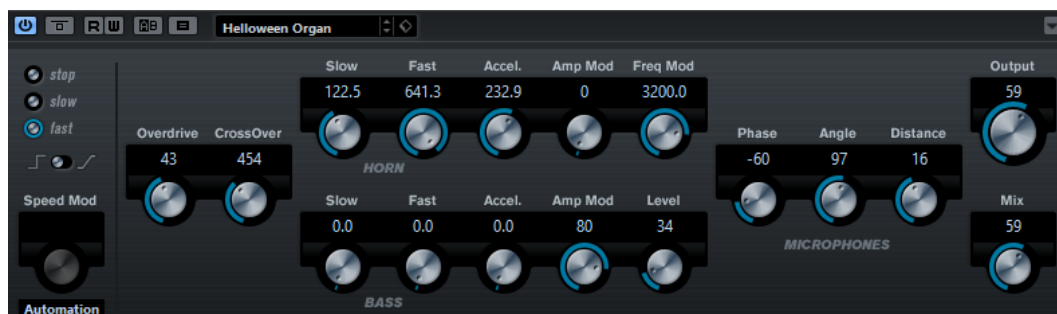 R W AB
Helloween Organ
stop
slow
fast
Speed Mod
Automation
Overdrive CrossOver
43 454
Slow Fast Accel. Amp Mod Freq Mod
122.5 641.3 232.9 0 3200.0
HORN
Slow Fast Accel. Amp Mod Level
0.0 0.0 0.0 80 34
BASS
Phase Angle Distance
-60 97 16
MICROPHONES
Output
59
Mix
59